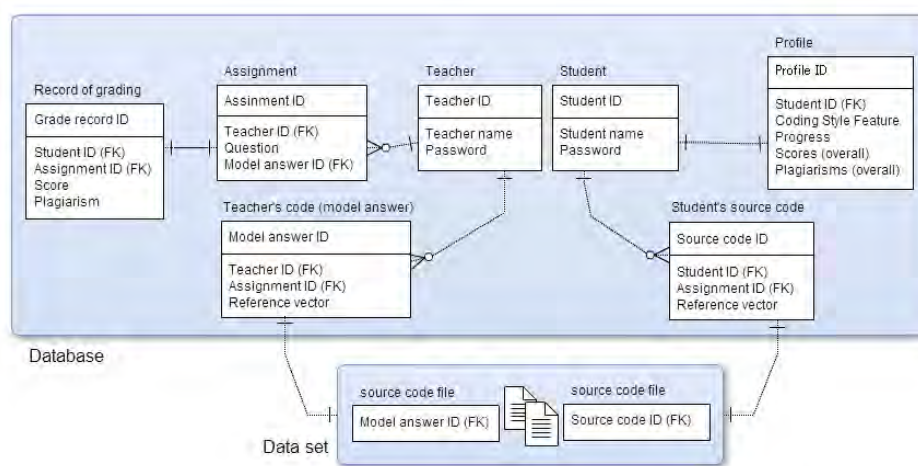 Record of grading
Grade record ID
Student ID (FK)
Assignment ID (FK)
Score
Plagiarism
Assignment
Assinment ID
Teacher ID (FK)
Question
Model answer ID (FK)
Teacher
Teacher ID
Teacher name
Password
Student
Student ID
Student name
Password
Profile
Profile ID
Student ID (FK)
Coding Style Feature
Progress
Scores (overall)
Plagiarisms (overall)
Teacher's code (model answer)
Model answer ID
Teacher ID (FK)
Assignment ID (FK)
Reference vector
Student's source code
Source code ID
Student ID (FK)
Assignment ID (FK)
Reference vector
Database
source code file
Model answer ID (FK)
source code file
Source code ID (FK)
Data set